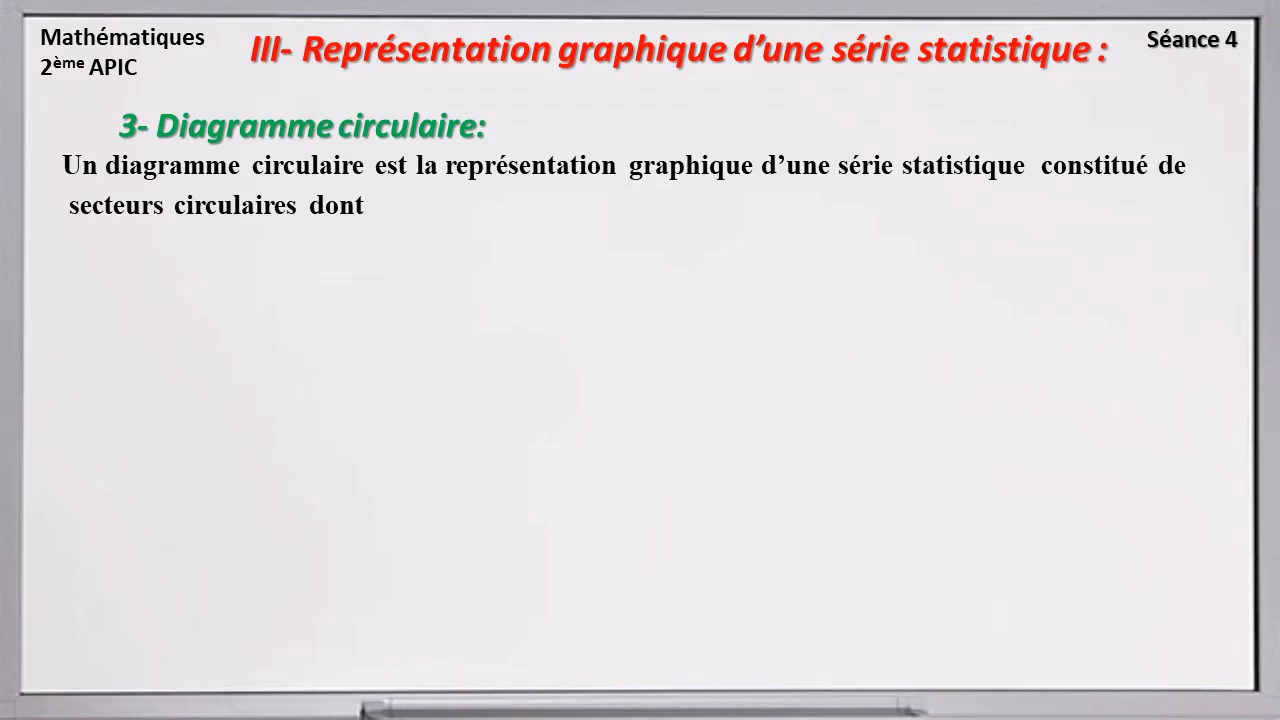 Mathématiques
2ème APIC
III- Représentation graphique d’une série statistique :
Séance 4
3- Diagramme circulaire:
Un diagramme circulaire est la représentation graphique d’une série statistique constitué de
secteurs circulaires dont